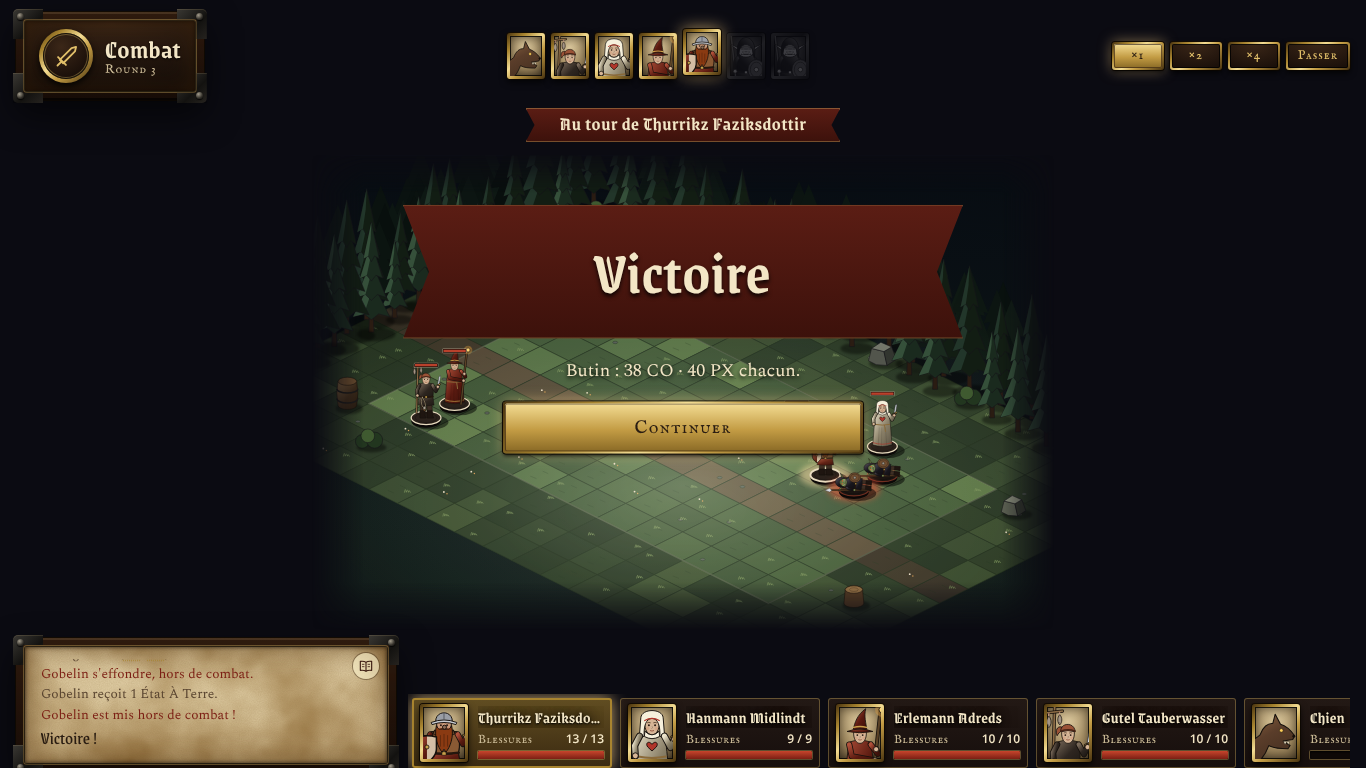 Combat
Round 3
×1
×2
×4
Passer
Au tour de Thurrikz Faziksdottir
Victoire
Butin : 38 CO · 40 PX chacun.
Continuer
Gobelin s'effondre, hors de combat.
Gobelin reçoit 1 État À Terre.
Gobelin est mis hors de combat !
Victoire !
Thurrikz Faziksdo...
Blessures 13 / 13
Hanmann Midlindt
Blessures 9 / 9
Erlemann Adreds
Blessures 10 / 10
Gutel Tauberwasser
Blessures 10 / 10
Chien